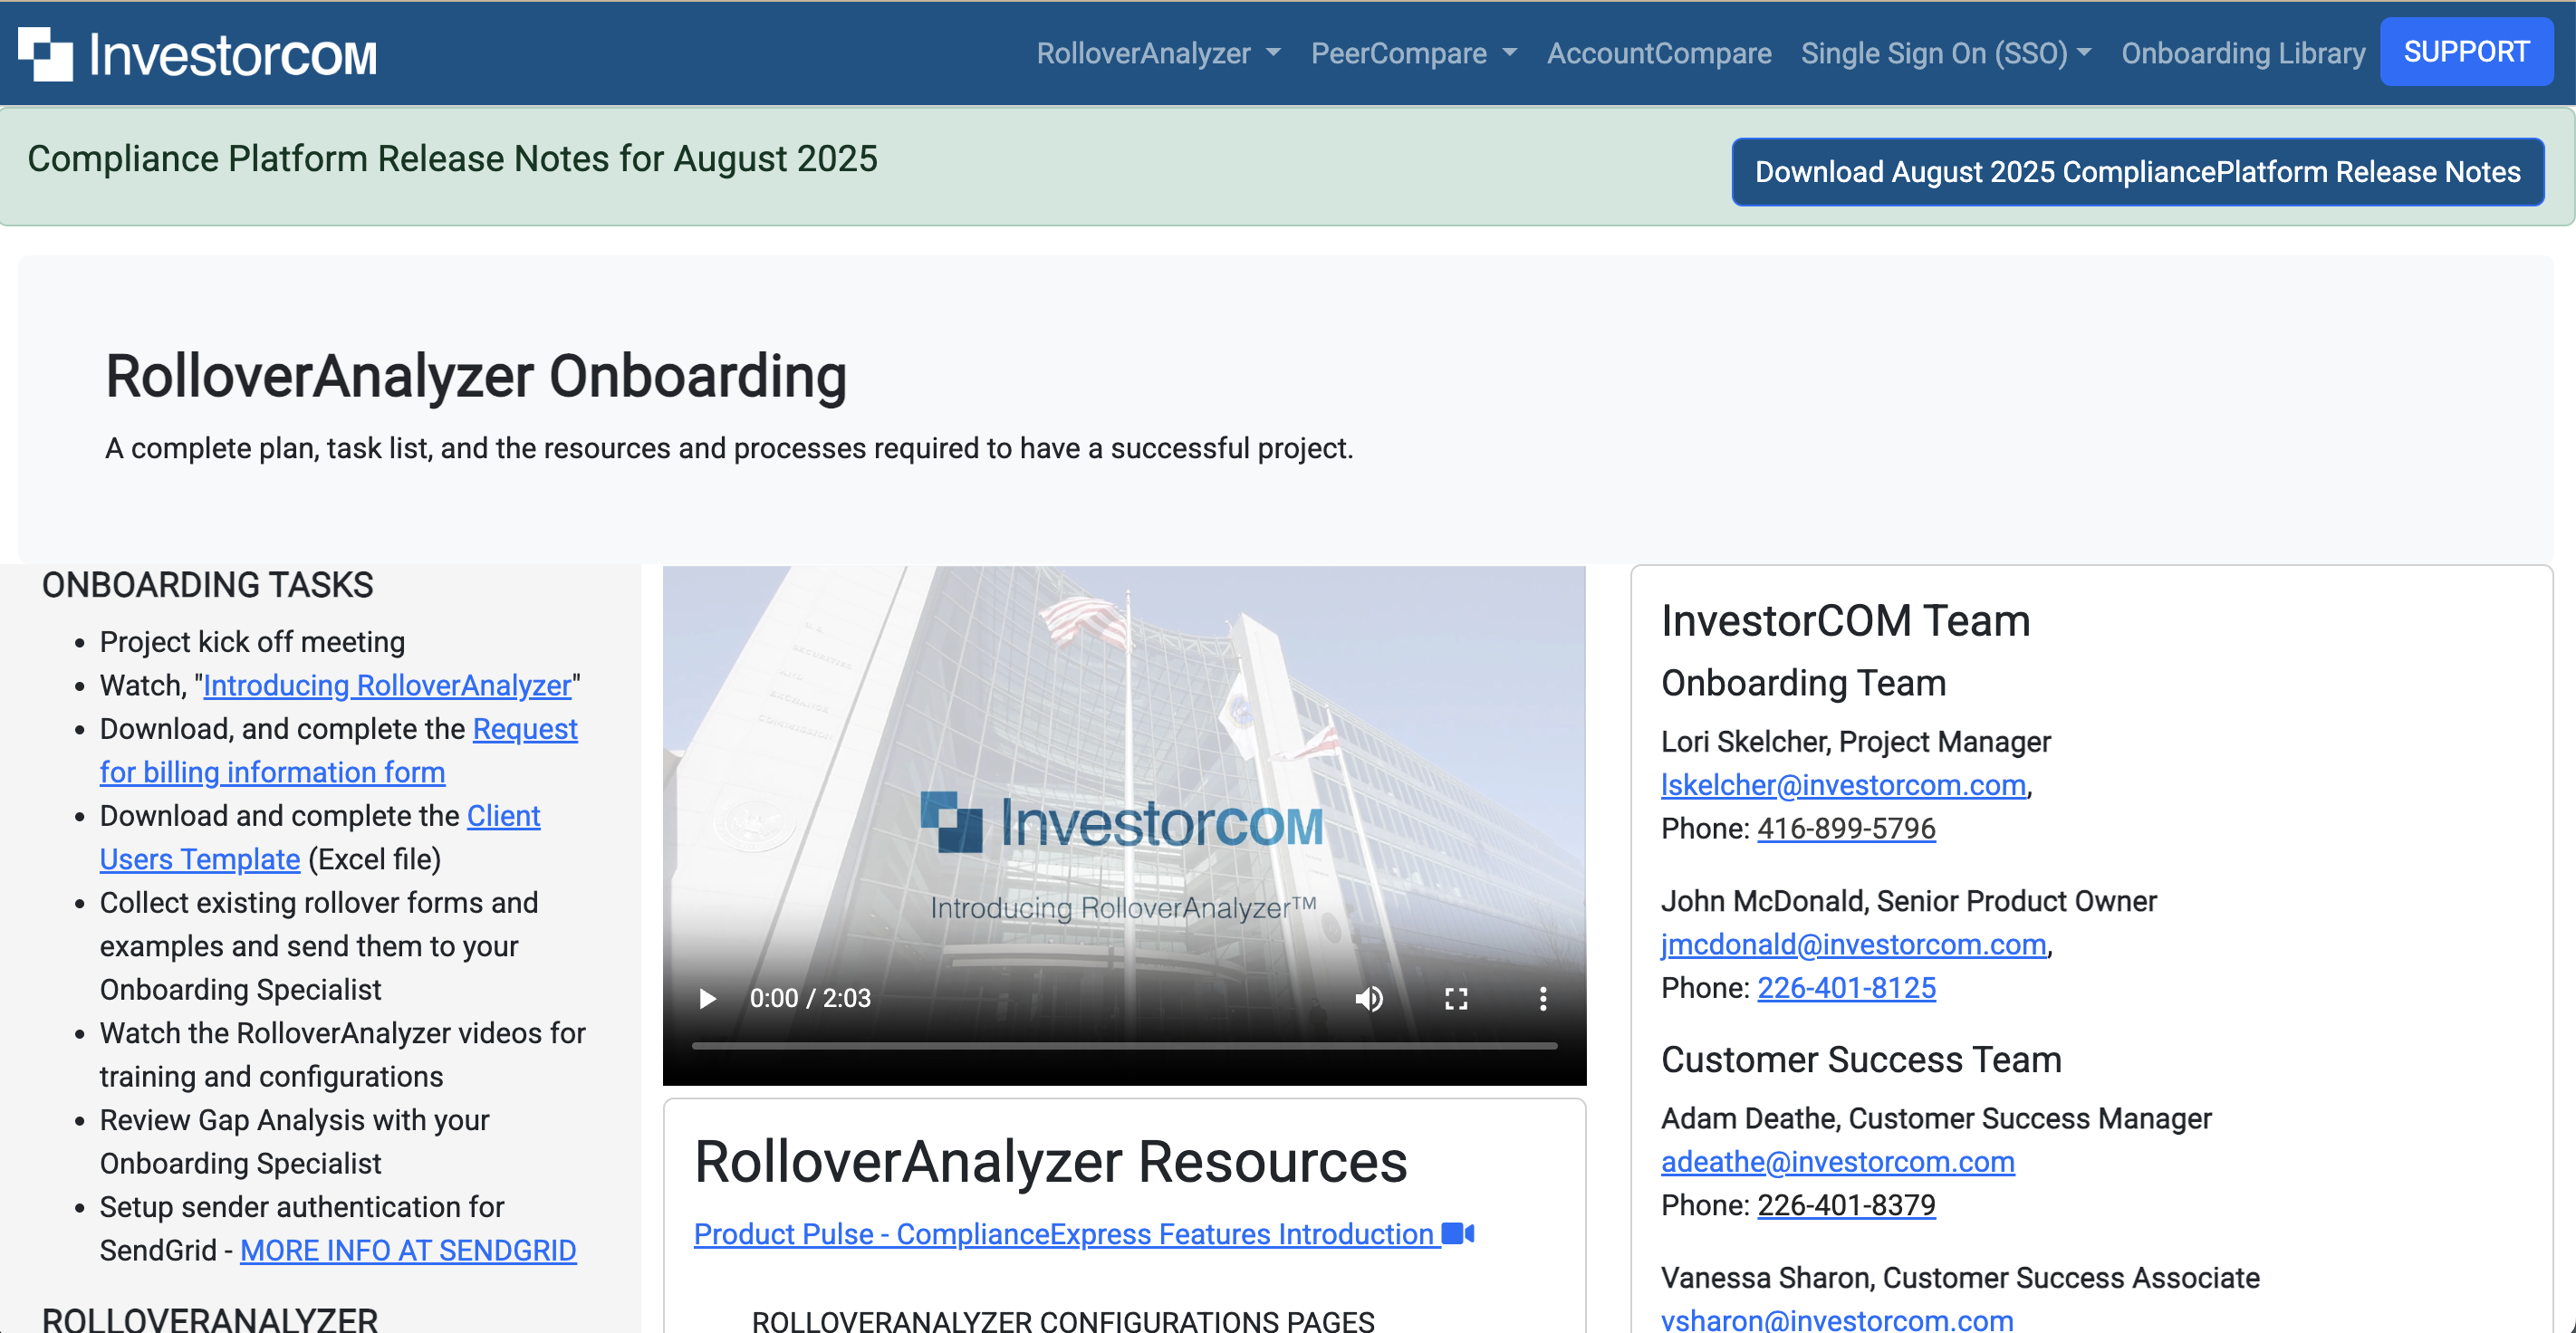 InvestorCOM
RolloverAnalyzer
PeerCompare
AccountCompare
Single Sign On (SSO)
Onboarding Library
SUPPORT
Compliance Platform Release Notes for August 2025
Download August 2025 CompliancePlatform Release Notes
RolloverAnalyzer Onboarding
A complete plan, task list, and the resources and processes required to have a successful project.
ONBOARDING TASKS
• Project kick off meeting
• Watch, "Introducing RolloverAnalyzer"
• Download, and complete the Request
for billing information form
• Download and complete the Client
Users Template (Excel file)
• Collect existing rollover forms and
examples and send them to your
Onboarding Specialist
• Watch the RolloverAnalyzer videos for
training and configurations
• Review Gap Analysis with your
Onboarding Specialist
• Setup sender authentication for
SendGrid - MORE INFO AT SENDGRID
ROLLOVERANALYZER
U.S.
SECURITIES
AND
EXCHANGE
COMMISSION
InvestorCOM
Introducing RolloverAnalyzer™
0:00 / 2:03
RolloverAnalyzer Resources
Product Pulse - ComplianceExpress Features Introduction
ROLLOVERANALYZER CONFIGURATIONS PAGES
InvestorCOM Team
Onboarding Team
Lori Skelcher, Project Manager
lskelcher@investorcom.com,
Phone: 416-899-5796
John McDonald, Senior Product Owner
jmcdonald@investorcom.com,
Phone: 226-401-8125
Customer Success Team
Adam Deathe, Customer Success Manager
adeathe@investorcom.com
Phone: 226-401-8379
Vanessa Sharon, Customer Success Associate
vsharon@investorcom.com